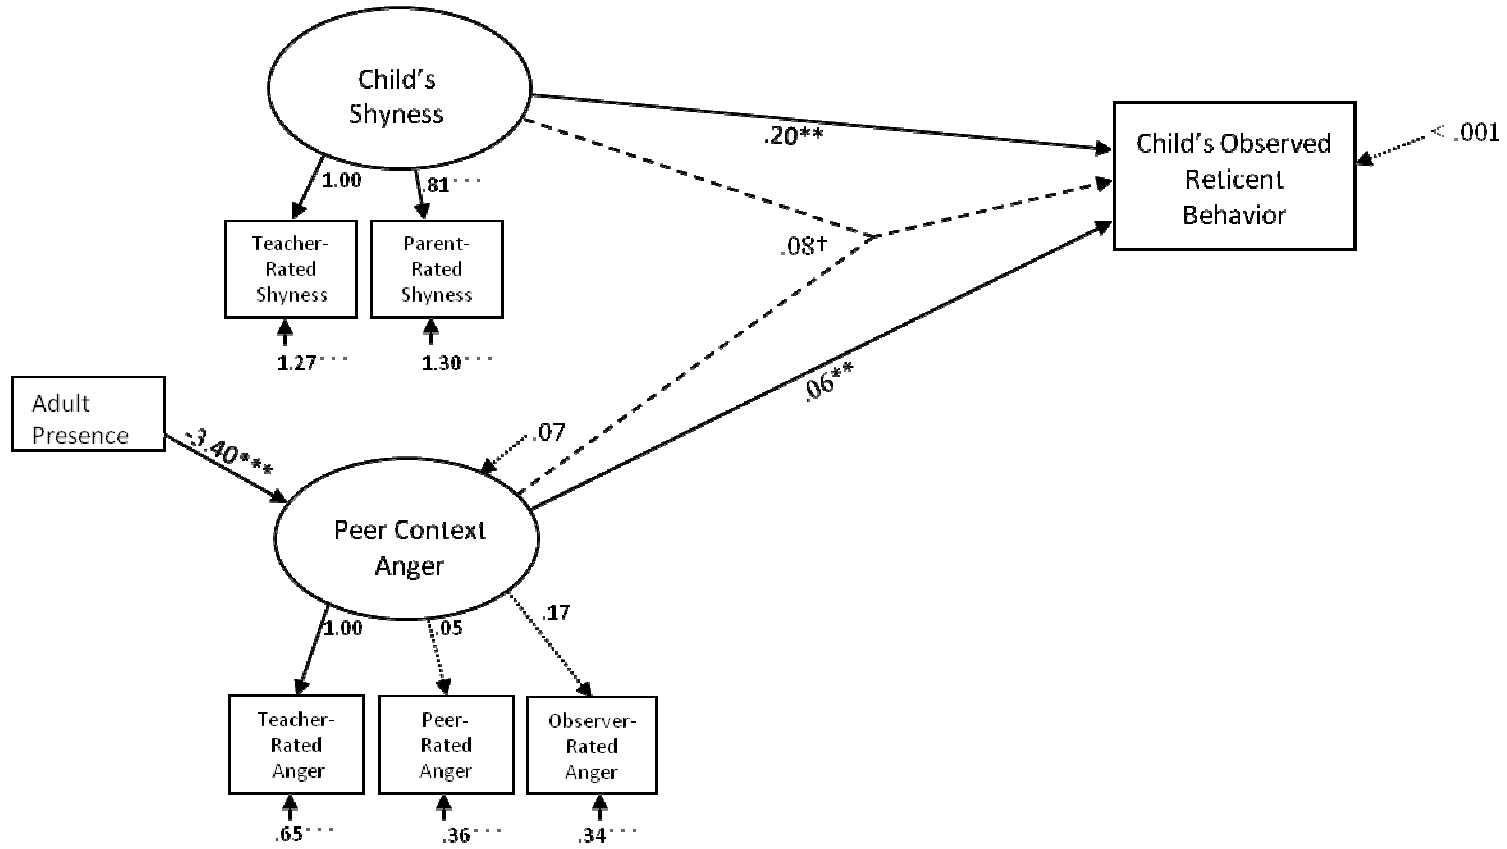 Child's
Shyness
.20**
Child's Observed
Reticent
Behavior
< .001
1.00
.81***
.08†
Teacher-
Rated
Shyness
Parent-
Rated
Shyness
1.27***
1.30***
Adult
Presence
-3.40***
.06**
.07
Peer Context
Anger
1.00
.05
.17
Teacher-
Rated
Anger
Peer-
Rated
Anger
Observer-
Rated
Anger
.65***
.36***
.34***